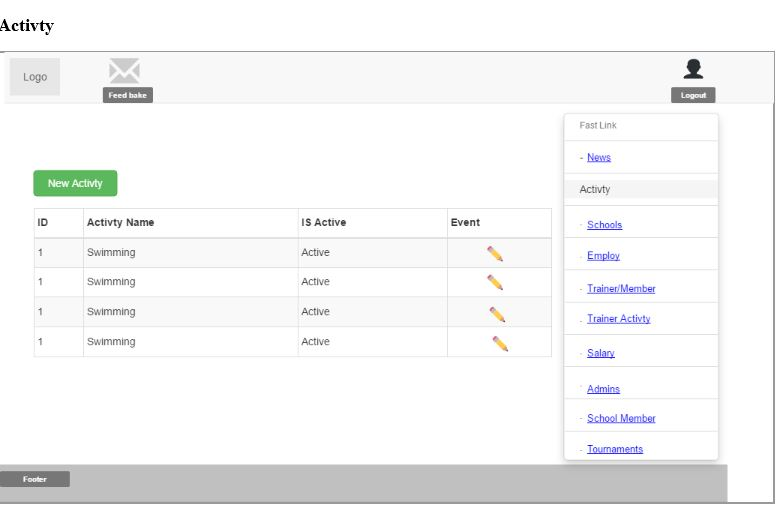 Activty
Logo
Feed bake
Logout
Fast Link
- News
Activty
- Schools
- Employ
- Trainer/Member
- Trainer Activty
- Salary
- Admins
- School Member
- Tournaments
New Activty
ID Activty Name IS Active Event
1 Swimming Active
1 Swimming Active
1 Swimming Active
1 Swimming Active
Footer